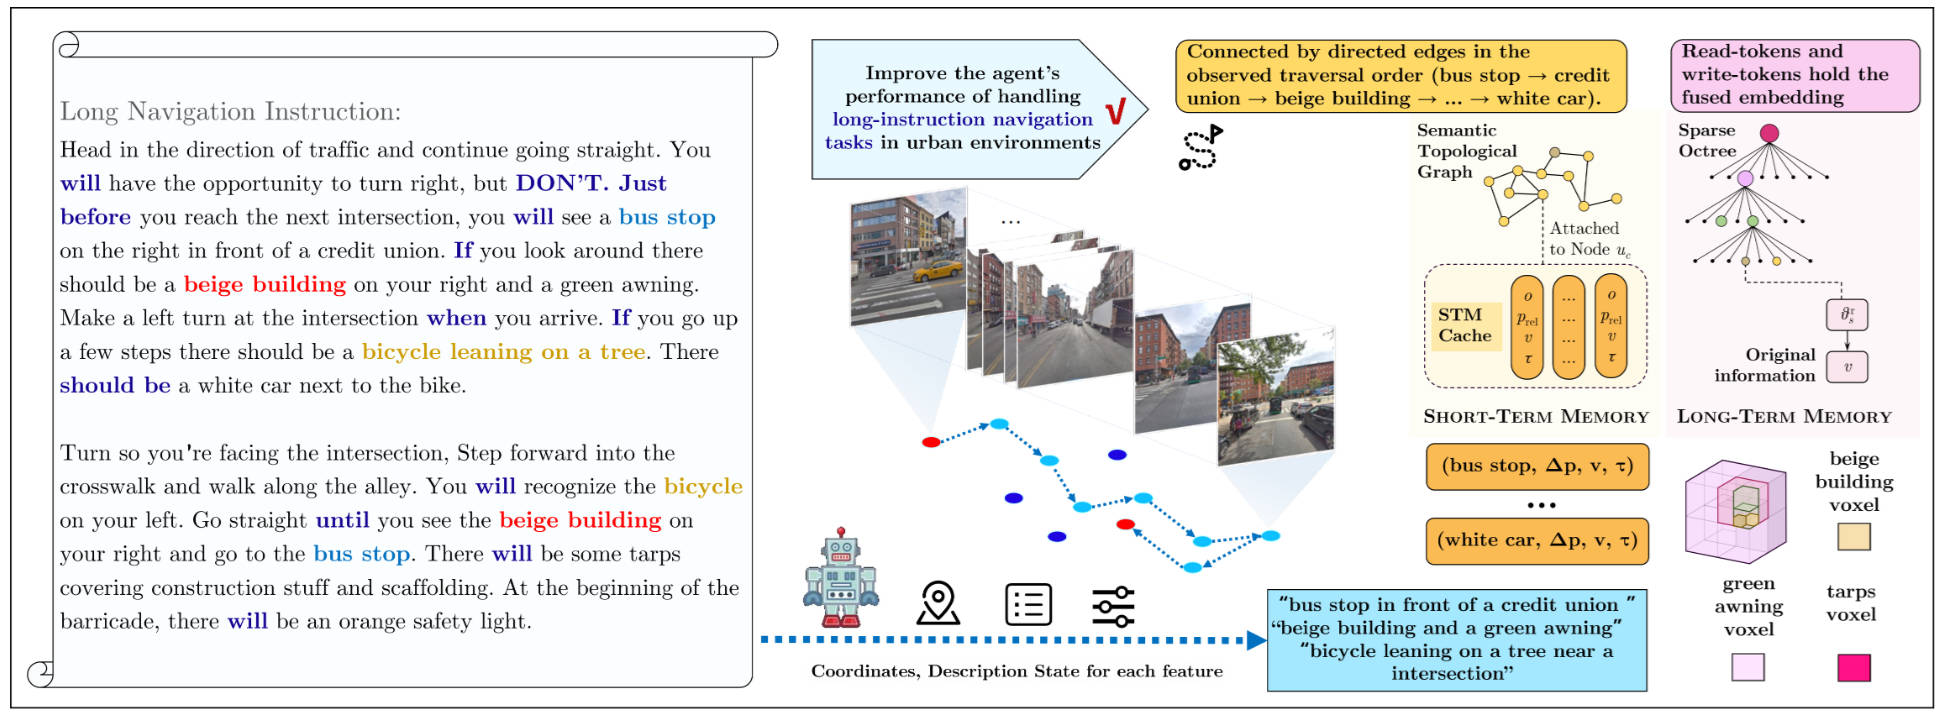 Long Navigation Instruction:
Head in the direction of traffic and continue going straight. You
will have the opportunity to turn right, but DON'T. Just
before you reach the next intersection, you will see a bus stop
on the right in front of a credit union. If you look around there
should be a beige building on your right and a green awning.
Make a left turn at the intersection when you arrive. If you go up
a few steps there should be a bicycle leaning on a tree. There
should be a white car next to the bike.
Turn so you're facing the intersection, Step forward into the
crosswalk and walk along the alley. You will recognize the bicycle
on your left. Go straight until you see the beige building on
your right and go to the bus stop. There will be some tarps
covering construction stuff and scaffolding. At the beginning of the
barricade, there will be an orange safety light.
Improve the agent's
performance of handling
long-instruction navigation
tasks in urban environments
√
...
Coordinates, Description State for each feature
"bus stop in front of a credit union "
"beige building and a green awning"
"bicycle leaning on a tree near a
intersection"
Connected by directed edges in the
observed traversal order (bus stop → credit
union → beige building → ... → white car).
Semantic
Topological
Graph
Attached
to Node u_c
STM
Cache
o ... o
p_rel ... p_rel
v ... v
τ ... τ
SHORT-TERM MEMORY
(bus stop, Δp, v, τ)
...
(white car, Δp, v, τ)
Read-tokens and
write-tokens hold the
fused embedding
Sparse
Octree
Original
information
v
LONG-TERM MEMORY
beige
building
voxel
green
awning
voxel
tarps
voxel